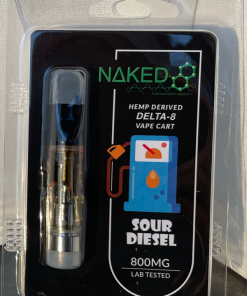 NAKED
HEMP DERIVED
DELTA-8
VAPE CART
SOUR
DIESEL
800MG
LAB TESTED